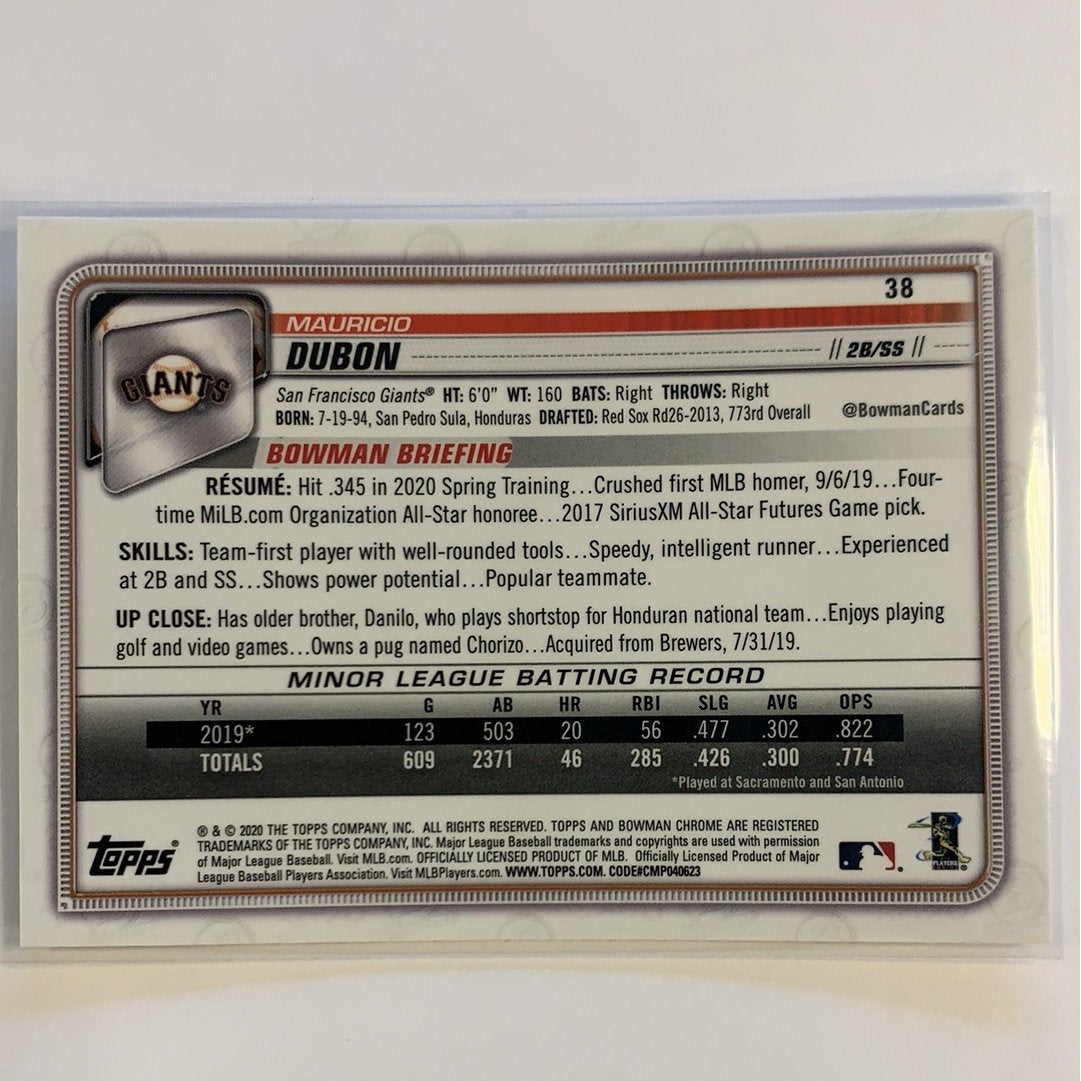 38
MAURICIO
DUBON // 2B/SS //
GIANTS
San Francisco Giants® HT: 6'0" WT: 160 BATS: Right THROWS: Right
BORN: 7-19-94, San Pedro Sula, Honduras DRAFTED: Red Sox Rd26-2013, 773rd Overall
@BowmanCards
BOWMAN BRIEFING
RÉSUMÉ: Hit .345 in 2020 Spring Training...Crushed first MLB homer, 9/6/19...Four-
time MiLB.com Organization All-Star honoree...2017 SiriusXM All-Star Futures Game pick.
SKILLS: Team-first player with well-rounded tools...Speedy, intelligent runner...Experienced
at 2B and SS...Shows power potential...Popular teammate.
UP CLOSE: Has older brother, Danilo, who plays shortstop for Honduran national team...Enjoys playing
golf and video games...Owns a pug named Chorizo...Acquired from Brewers, 7/31/19.
MINOR LEAGUE BATTING RECORD
YR G AB HR RBI SLG AVG OPS
2019* 123 503 20 56 .477 .302 .822
TOTALS 609 2371 46 285 .426 .300 .774
*Played at Sacramento and San Antonio
topps®
® & © 2020 THE TOPPS COMPANY, INC. ALL RIGHTS RESERVED. TOPPS AND BOWMAN CHROME ARE REGISTERED
TRADEMARKS OF THE TOPPS COMPANY, INC. Major League Baseball trademarks and copyrights are used with permission
of Major League Baseball. Visit MLB.com. OFFICIALLY LICENSED PRODUCT OF MLB. Officially Licensed Product of Major
League Baseball Players Association. Visit MLBPlayers.com. WWW.TOPPS.COM. CODE#CMP040623